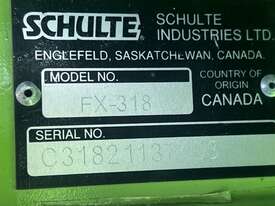 SCHULTE
SCHULTE
INDUSTRIES LTD.
ENGLEFELD, SASKATCHEWAN, CANADA.
MODEL NO.
FX-318
COUNTRY OF
ORIGIN
CANADA
SERIAL NO.